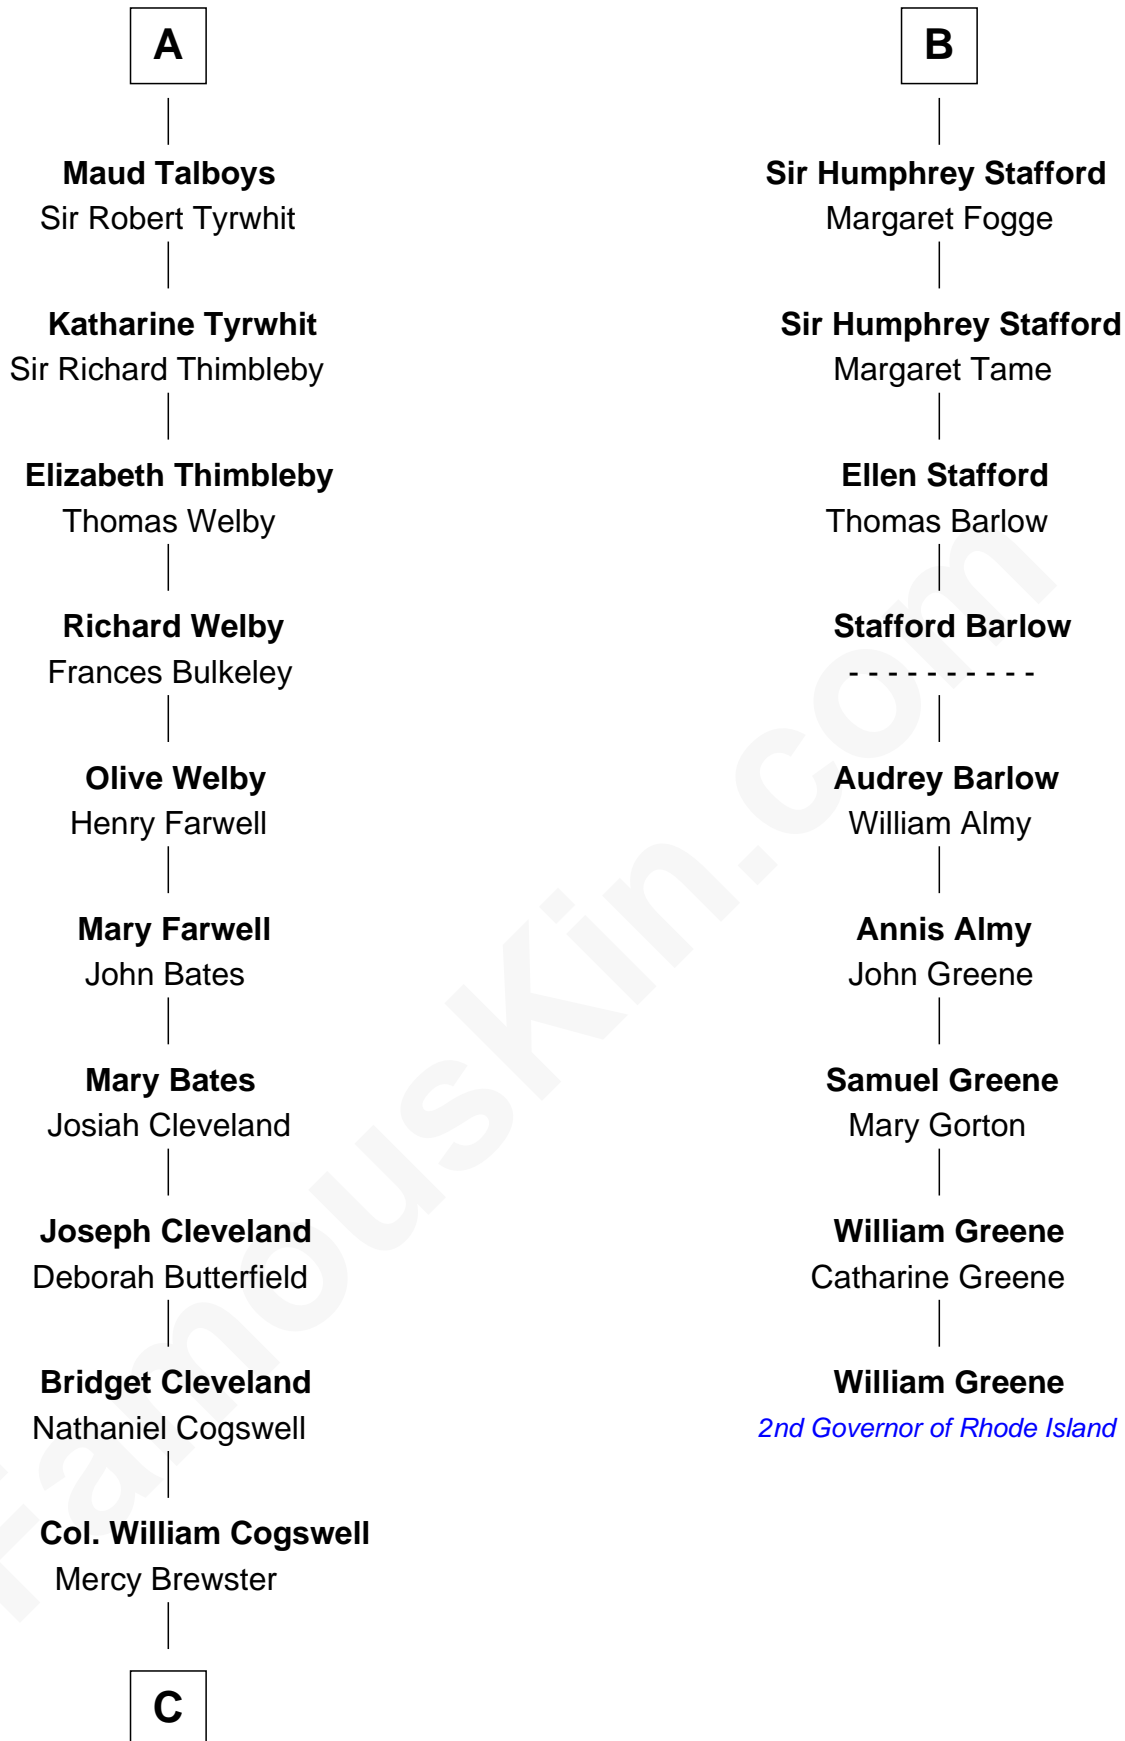 A
Maud Talboys
Sir Robert Tyrwhit
Katharine Tyrwhit
Sir Richard Thimbleby
Elizabeth Thimbleby
Thomas Welby
Richard Welby
Frances Bulkeley
Olive Welby
Henry Farwell
Mary Farwell
John Bates
Mary Bates
Josiah Cleveland
Joseph Cleveland
Deborah Butterfield
Bridget Cleveland
Nathaniel Cogswell
Col. William Cogswell
Mercy Brewster
C
B
Sir Humphrey Stafford
Margaret Fogge
Sir Humphrey Stafford
Margaret Tame
Ellen Stafford
Thomas Barlow
Stafford Barlow
- - - - - - - - - -
Audrey Barlow
William Almy
Annis Almy
John Greene
Samuel Greene
Mary Gorton
William Greene
Catharine Greene
William Greene
2nd Governor of Rhode Island
FamousKin.com